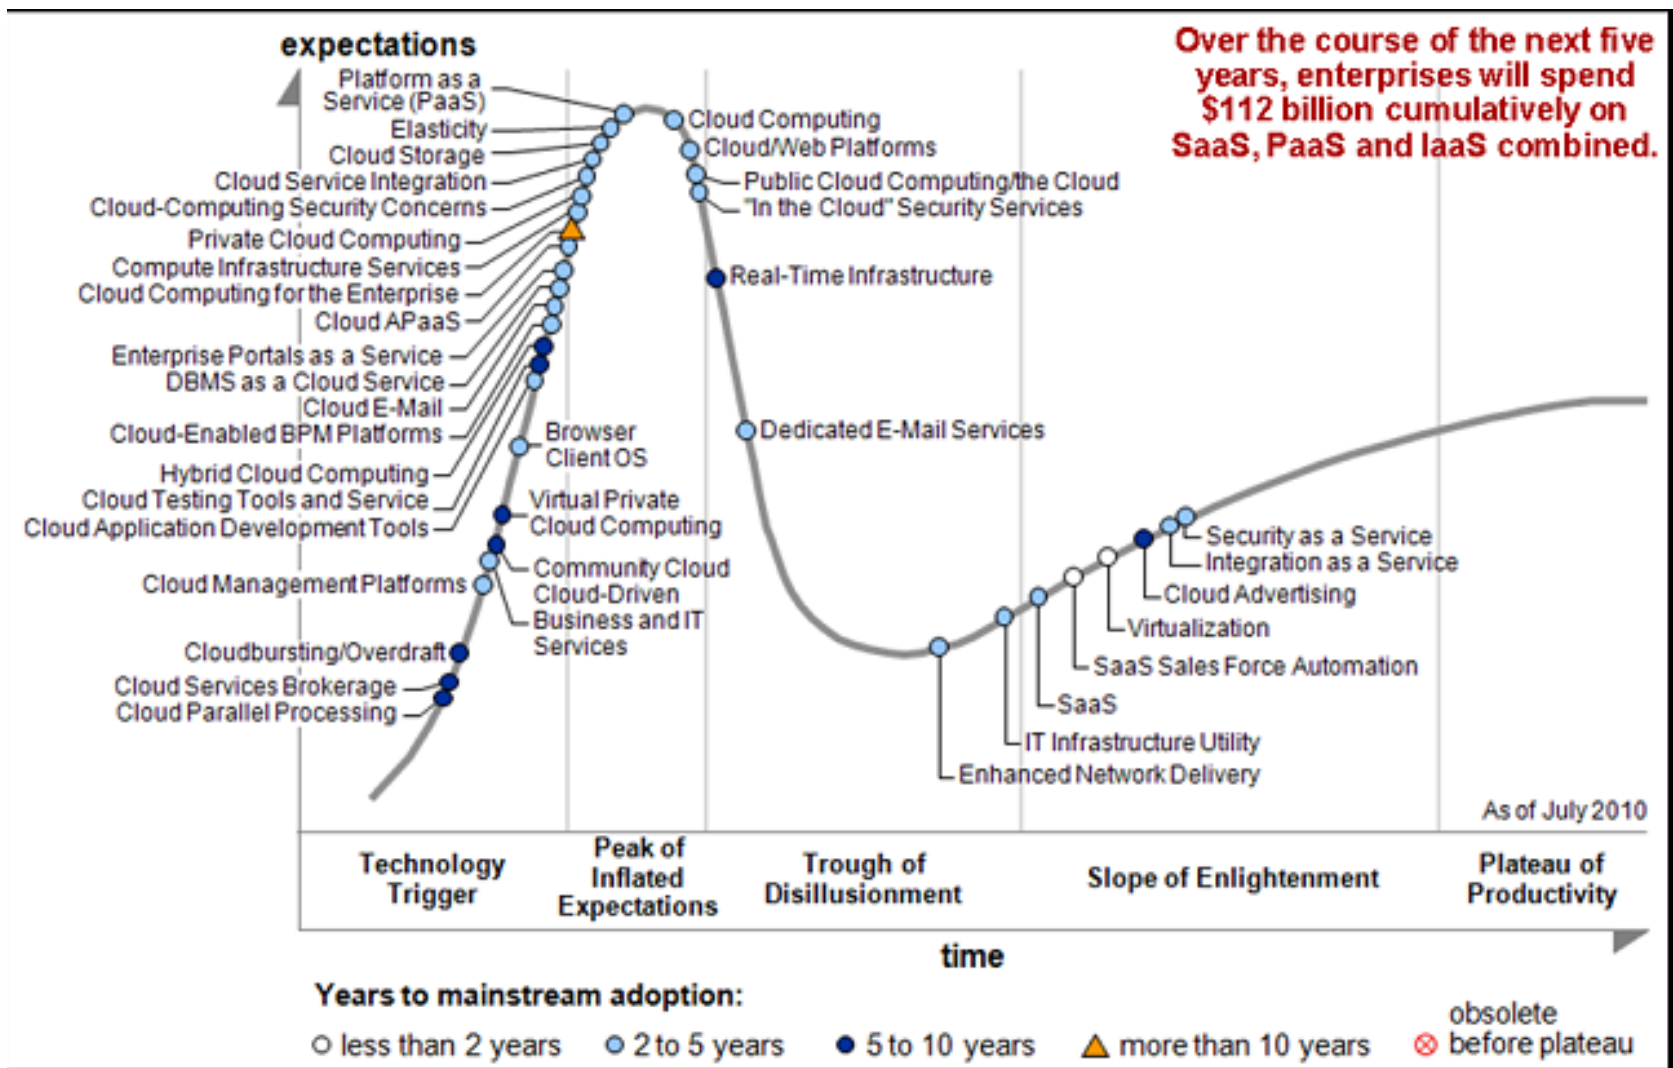 expectations
Over the course of the next five
years, enterprises will spend
$112 billion cumulatively on
SaaS, PaaS and IaaS combined.
Platform as a
Service (PaaS)
Elasticity
Cloud Storage
Cloud Service Integration
Cloud-Computing Security Concerns
Private Cloud Computing
Compute Infrastructure Services
Cloud Computing for the Enterprise
Cloud APaaS
Enterprise Portals as a Service
DBMS as a Cloud Service
Cloud E-Mail
Cloud-Enabled BPM Platforms
Hybrid Cloud Computing
Cloud Testing Tools and Service
Cloud Application Development Tools
Cloud Management Platforms
Cloudbursting/Overdraft
Cloud Services Brokerage
Cloud Parallel Processing
Browser
Client OS
Virtual Private
Cloud Computing
Community Cloud
Cloud-Driven
Business and IT
Services
Cloud Computing
Cloud/Web Platforms
Public Cloud Computing/the Cloud
"In the Cloud" Security Services
Real-Time Infrastructure
Dedicated E-Mail Services
Security as a Service
Integration as a Service
Cloud Advertising
Virtualization
SaaS Sales Force Automation
SaaS
IT Infrastructure Utility
Enhanced Network Delivery
As of July 2010
Technology
Trigger
Peak of
Inflated
Expectations
Trough of
Disillusionment
Slope of Enlightenment
Plateau of
Productivity
time
Years to mainstream adoption:
less than 2 years
2 to 5 years
5 to 10 years
more than 10 years
obsolete
before plateau